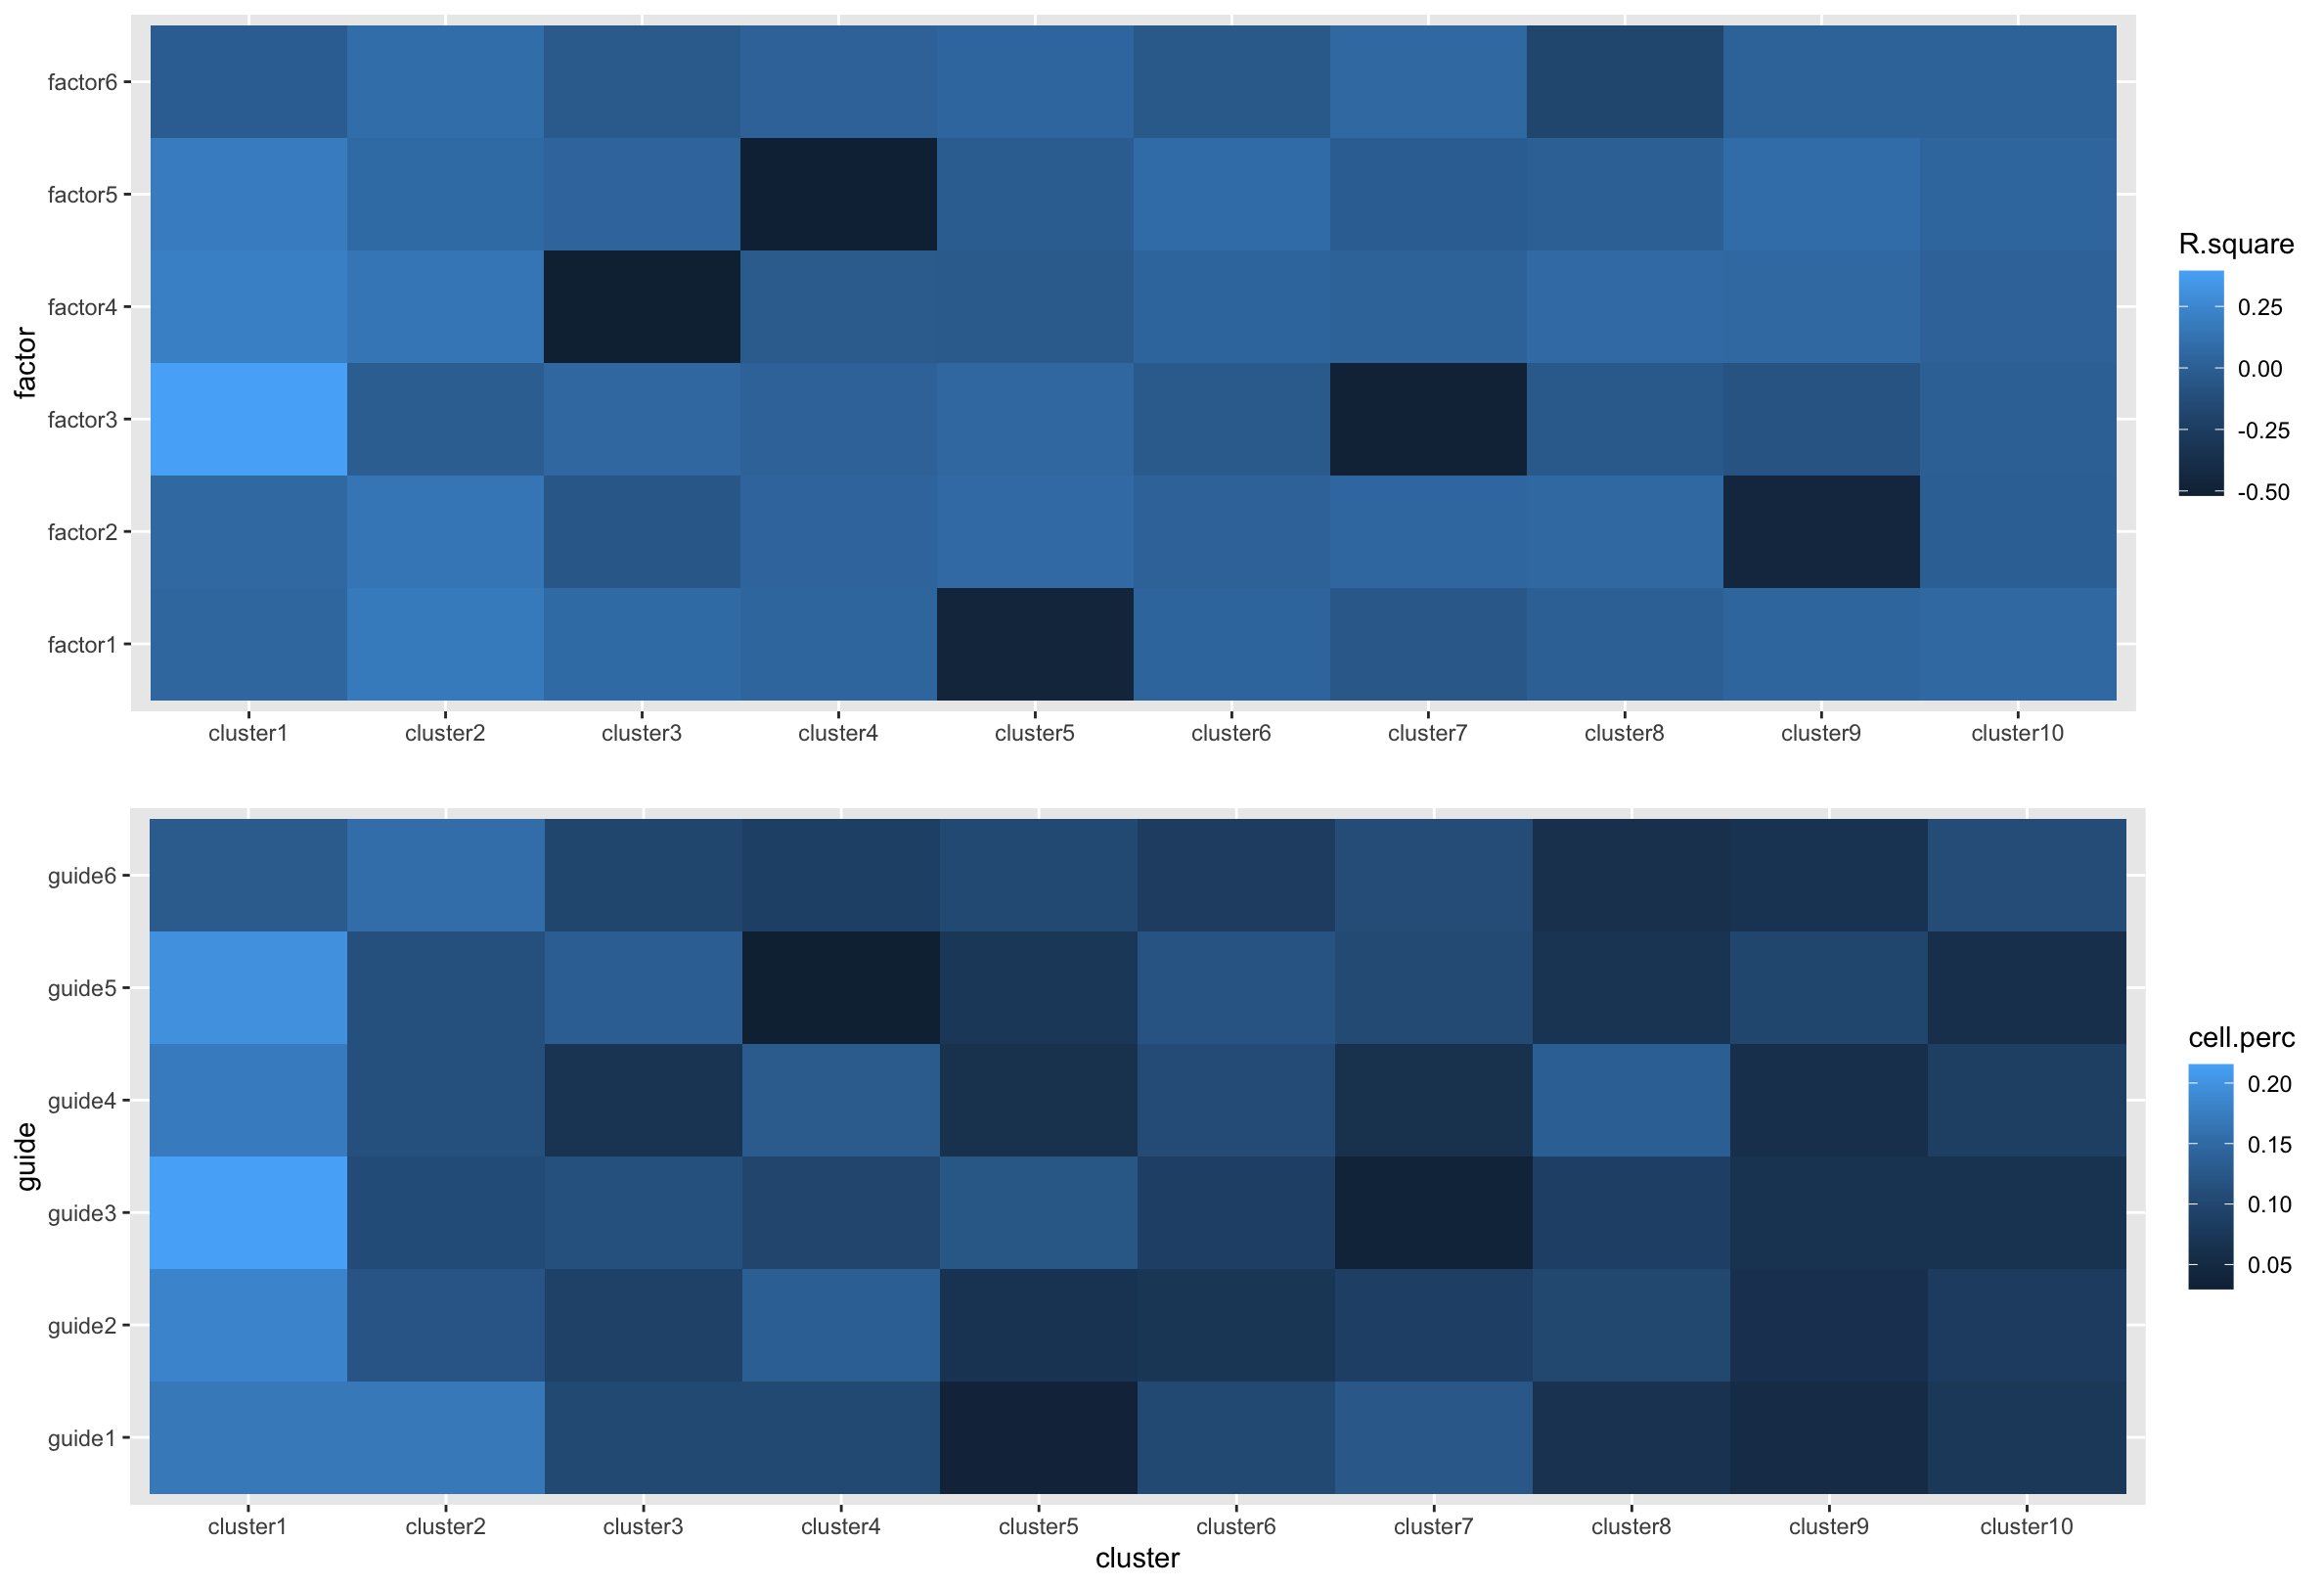 factor
factor6
factor5
factor4
factor3
factor2
factor1
cluster1 cluster2 cluster3 cluster4 cluster5 cluster6 cluster7 cluster8 cluster9 cluster10
R.square
0.25
0.00
-0.25
-0.50
guide
guide6
guide5
guide4
guide3
guide2
guide1
cluster1 cluster2 cluster3 cluster4 cluster5 cluster6 cluster7 cluster8 cluster9 cluster10
cluster
cell.perc
0.20
0.15
0.10
0.05